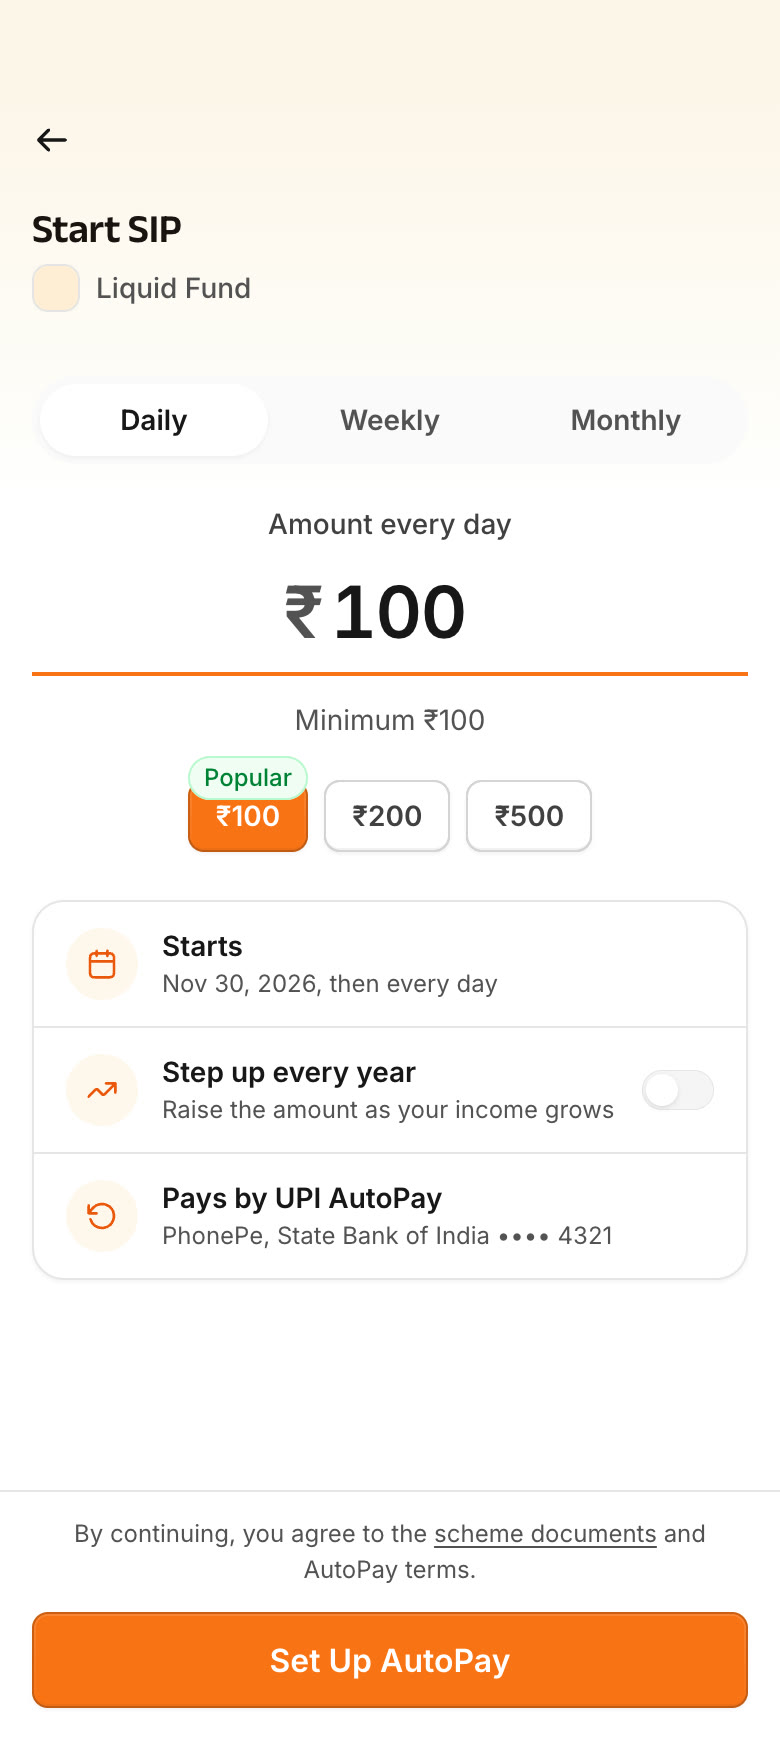 Start SIP
Liquid Fund
Daily
Weekly
Monthly
Amount every day
₹100
Minimum ₹100
Popular
₹100
₹200
₹500
Starts
Nov 30, 2026, then every day
Step up every year
Raise the amount as your income grows
Pays by UPI AutoPay
PhonePe, State Bank of India •••• 4321
By continuing, you agree to the scheme documents and
AutoPay terms.
Set Up AutoPay